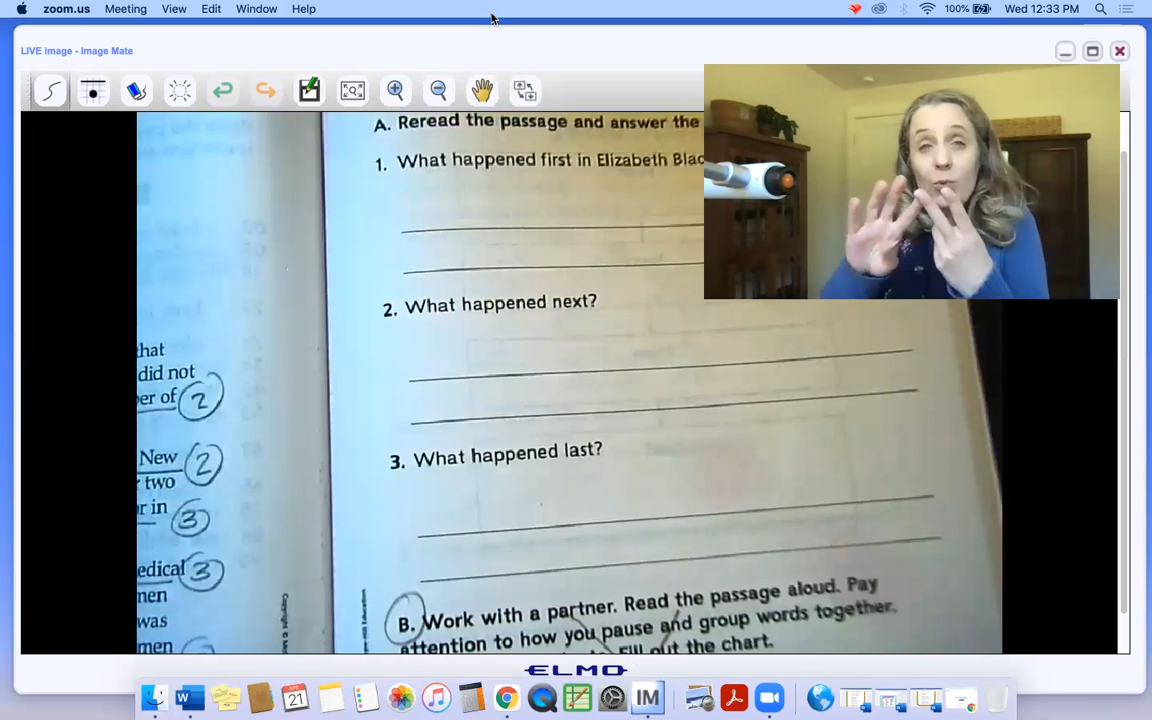 zoom.us Meeting View Edit Window Help 100% Wed 12:33 PM
LIVE image - Image Mate
A. Reread the passage and answer the
1. What happened first in Elizabeth Blac
2. What happened next?
3. What happened last?
B. Work with a partner. Read the passage aloud. Pay
attention to how you pause and group words together.
Fill out the chart.
hat
did not
er of 2
New 2
two
r in 3
edical 3
men
was
men
ELMO
APR
21
IM